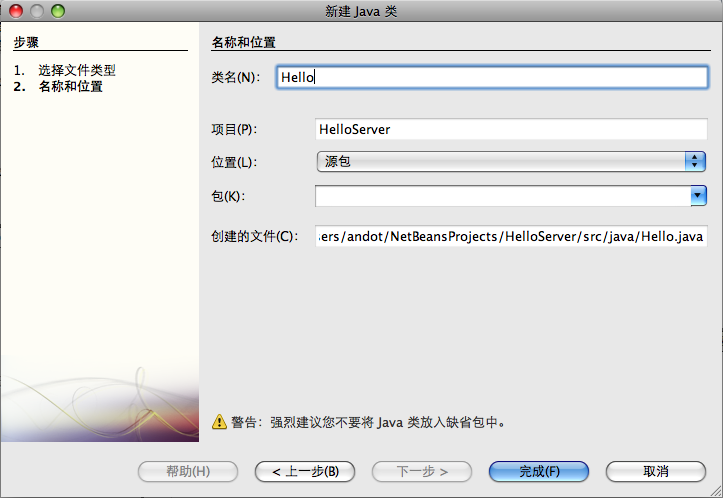 新建 Java 类
步骤
1. 选择文件类型
2. 名称和位置
名称和位置
类名(N): Hello
项目(P): HelloServer
位置(L): 源包
包(K):
创建的文件(C): sers/andot/NetBeansProjects/HelloServer/src/java/Hello.java
警告：强烈建议您不要将 Java 类放入缺省包中。
帮助(H)
< 上一步(B)
下一步 >
完成(F)
取消